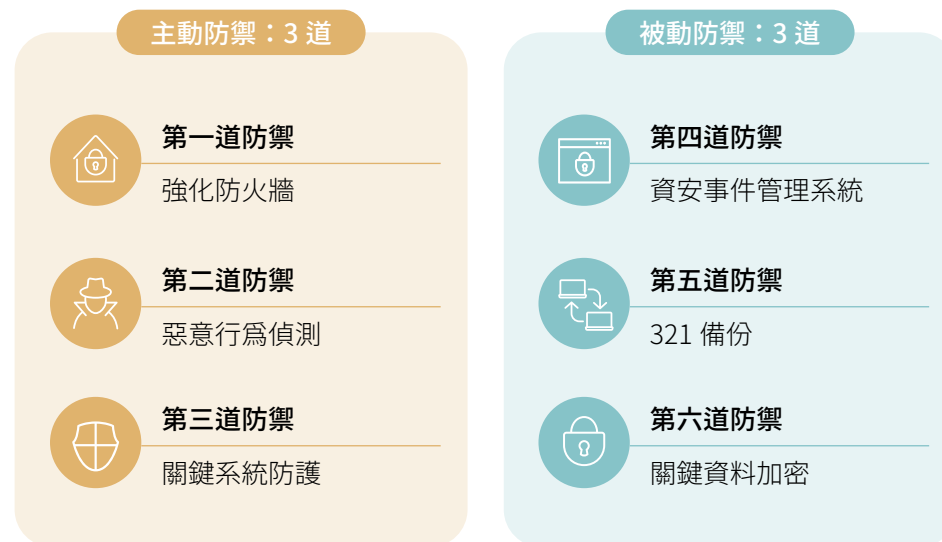 主動防禦：3 道
第一道防禦
強化防火牆
第二道防禦
惡意行爲偵測
第三道防禦
關鍵系統防護
被動防禦：3 道
第四道防禦
資安事件管理系統
第五道防禦
321 備份
第六道防禦
關鍵資料加密